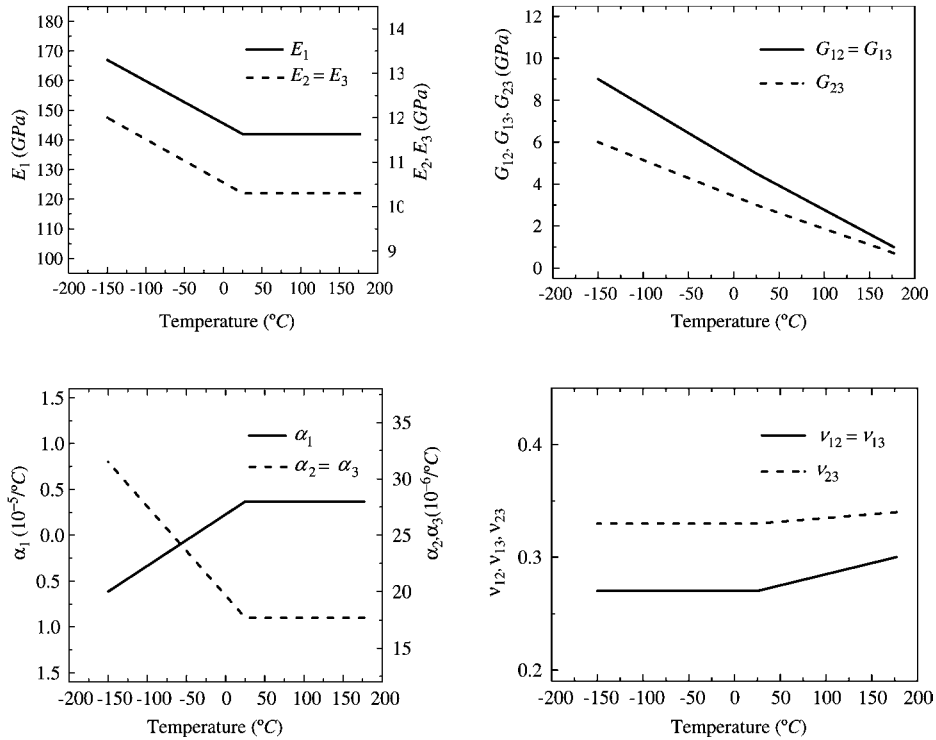 180
170
160
150
140
130
120
110
100
E1 (GPa)
14
13
12
11
10
9
E2, E3 (GPa)
E1
E2 = E3
-200 -150 -100 -50 0 50 100 150 200
Temperature (ºC)
12
10
8
6
4
2
0
G12, G13, G23 (GPa)
G12 = G13
G23
-200 -150 -100 -50 0 50 100 150 200
Temperature (ºC)
1.5
1.0
0.5
0.0
0.5
1.0
1.5
α1 (10−5/ºC)
35
30
25
20
15
α2,α3(10−6/ºC)
α1
α2= α3
-200 -150 -100 -50 0 50 100 150 200
Temperature (ºC)
0.4
0.3
0.2
ν12, ν13, ν23
ν12 = ν13
ν23
-200 -150 -100 -50 0 50 100 150 200
Temperature (ºC)